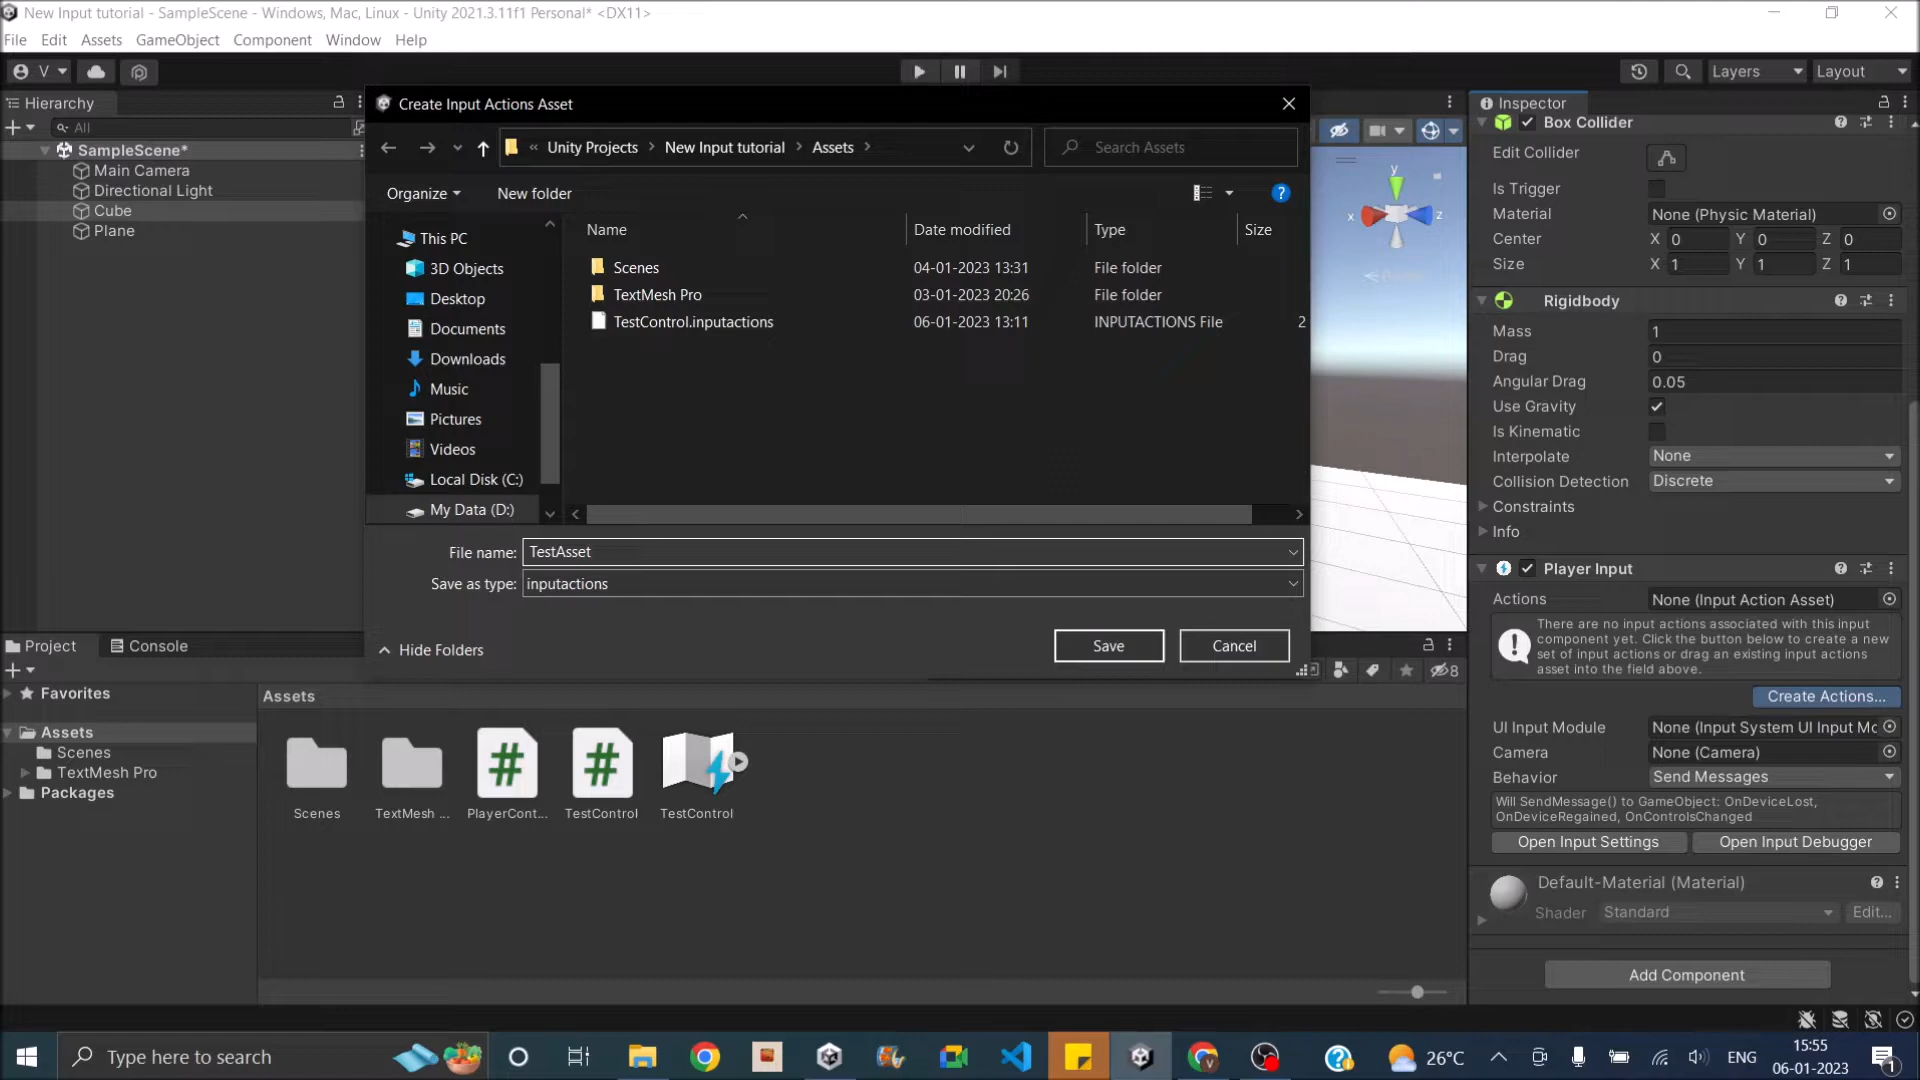 New Input tutorial - SampleScene - Windows, Mac, Linux - Unity 2021.3.11f1 Personal* <DX11>
File Edit Assets GameObject Component Window Help
V
Layers
Layout
Hierarchy
All
SampleScene*
Main Camera
Directional Light
Cube
Plane
Create Input Actions Asset
« Unity Projects > New Input tutorial > Assets >
Search Assets
Organize
New folder
This PC
3D Objects
Desktop
Documents
Downloads
Music
Pictures
Videos
Local Disk (C:)
My Data (D:)
Name Date modified Type Size
Scenes 04-01-2023 13:31 File folder
TextMesh Pro 03-01-2023 20:26 File folder
TestControl.inputactions 06-01-2023 13:11 INPUTACTIONS File 2
File name: TestAsset
Save as type: inputactions
Hide Folders
Save
Cancel
y
x
z
Inspector
Box Collider
Edit Collider
Is Trigger
Material None (Physic Material)
Center X 0 Y 0 Z 0
Size X 1 Y 1 Z 1
Rigidbody
Mass 1
Drag 0
Angular Drag 0.05
Use Gravity
Is Kinematic
Interpolate None
Collision Detection Discrete
Constraints
Info
Player Input
Actions None (Input Action Asset)
There are no input actions associated with this input
component yet. Click the button below to create a new
set of input actions or drag an existing input actions
asset into the field above.
Create Actions...
UI Input Module None (Input System UI Input Mo
Camera None (Camera)
Behavior Send Messages
Will SendMessage() to GameObject: OnDeviceLost,
OnDeviceRegained, OnControlsChanged
Open Input Settings
Open Input Debugger
Default-Material (Material)
Shader Standard
Edit...
Add Component
Project
Console
8
Favorites
Assets
Scenes
TextMesh Pro
Packages
Assets
Scenes
TextMesh ...
PlayerCont...
TestControl
TestControl
Type here to search
26°C
ENG
15:55
06-01-2023
1